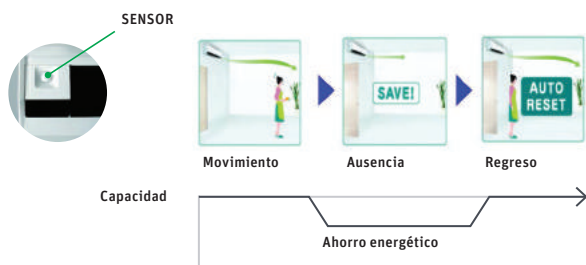 SENSOR
SAVE!
AUTO
RESET
Movimiento
Ausencia
Regreso
Capacidad
Ahorro energético